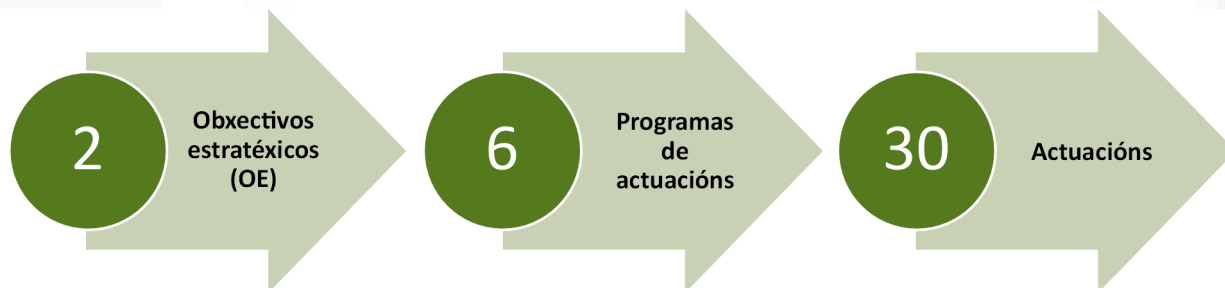 2
Obxectivos
estratéxicos
(OE)
6
Programas
de
actuacións
30
Actuacións